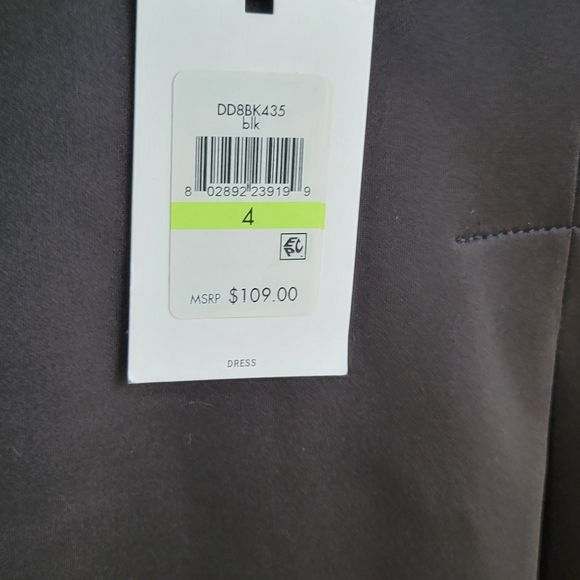 DD8BK435
blk
8 02892 23919 9
4
MSRP $109.00
DRESS